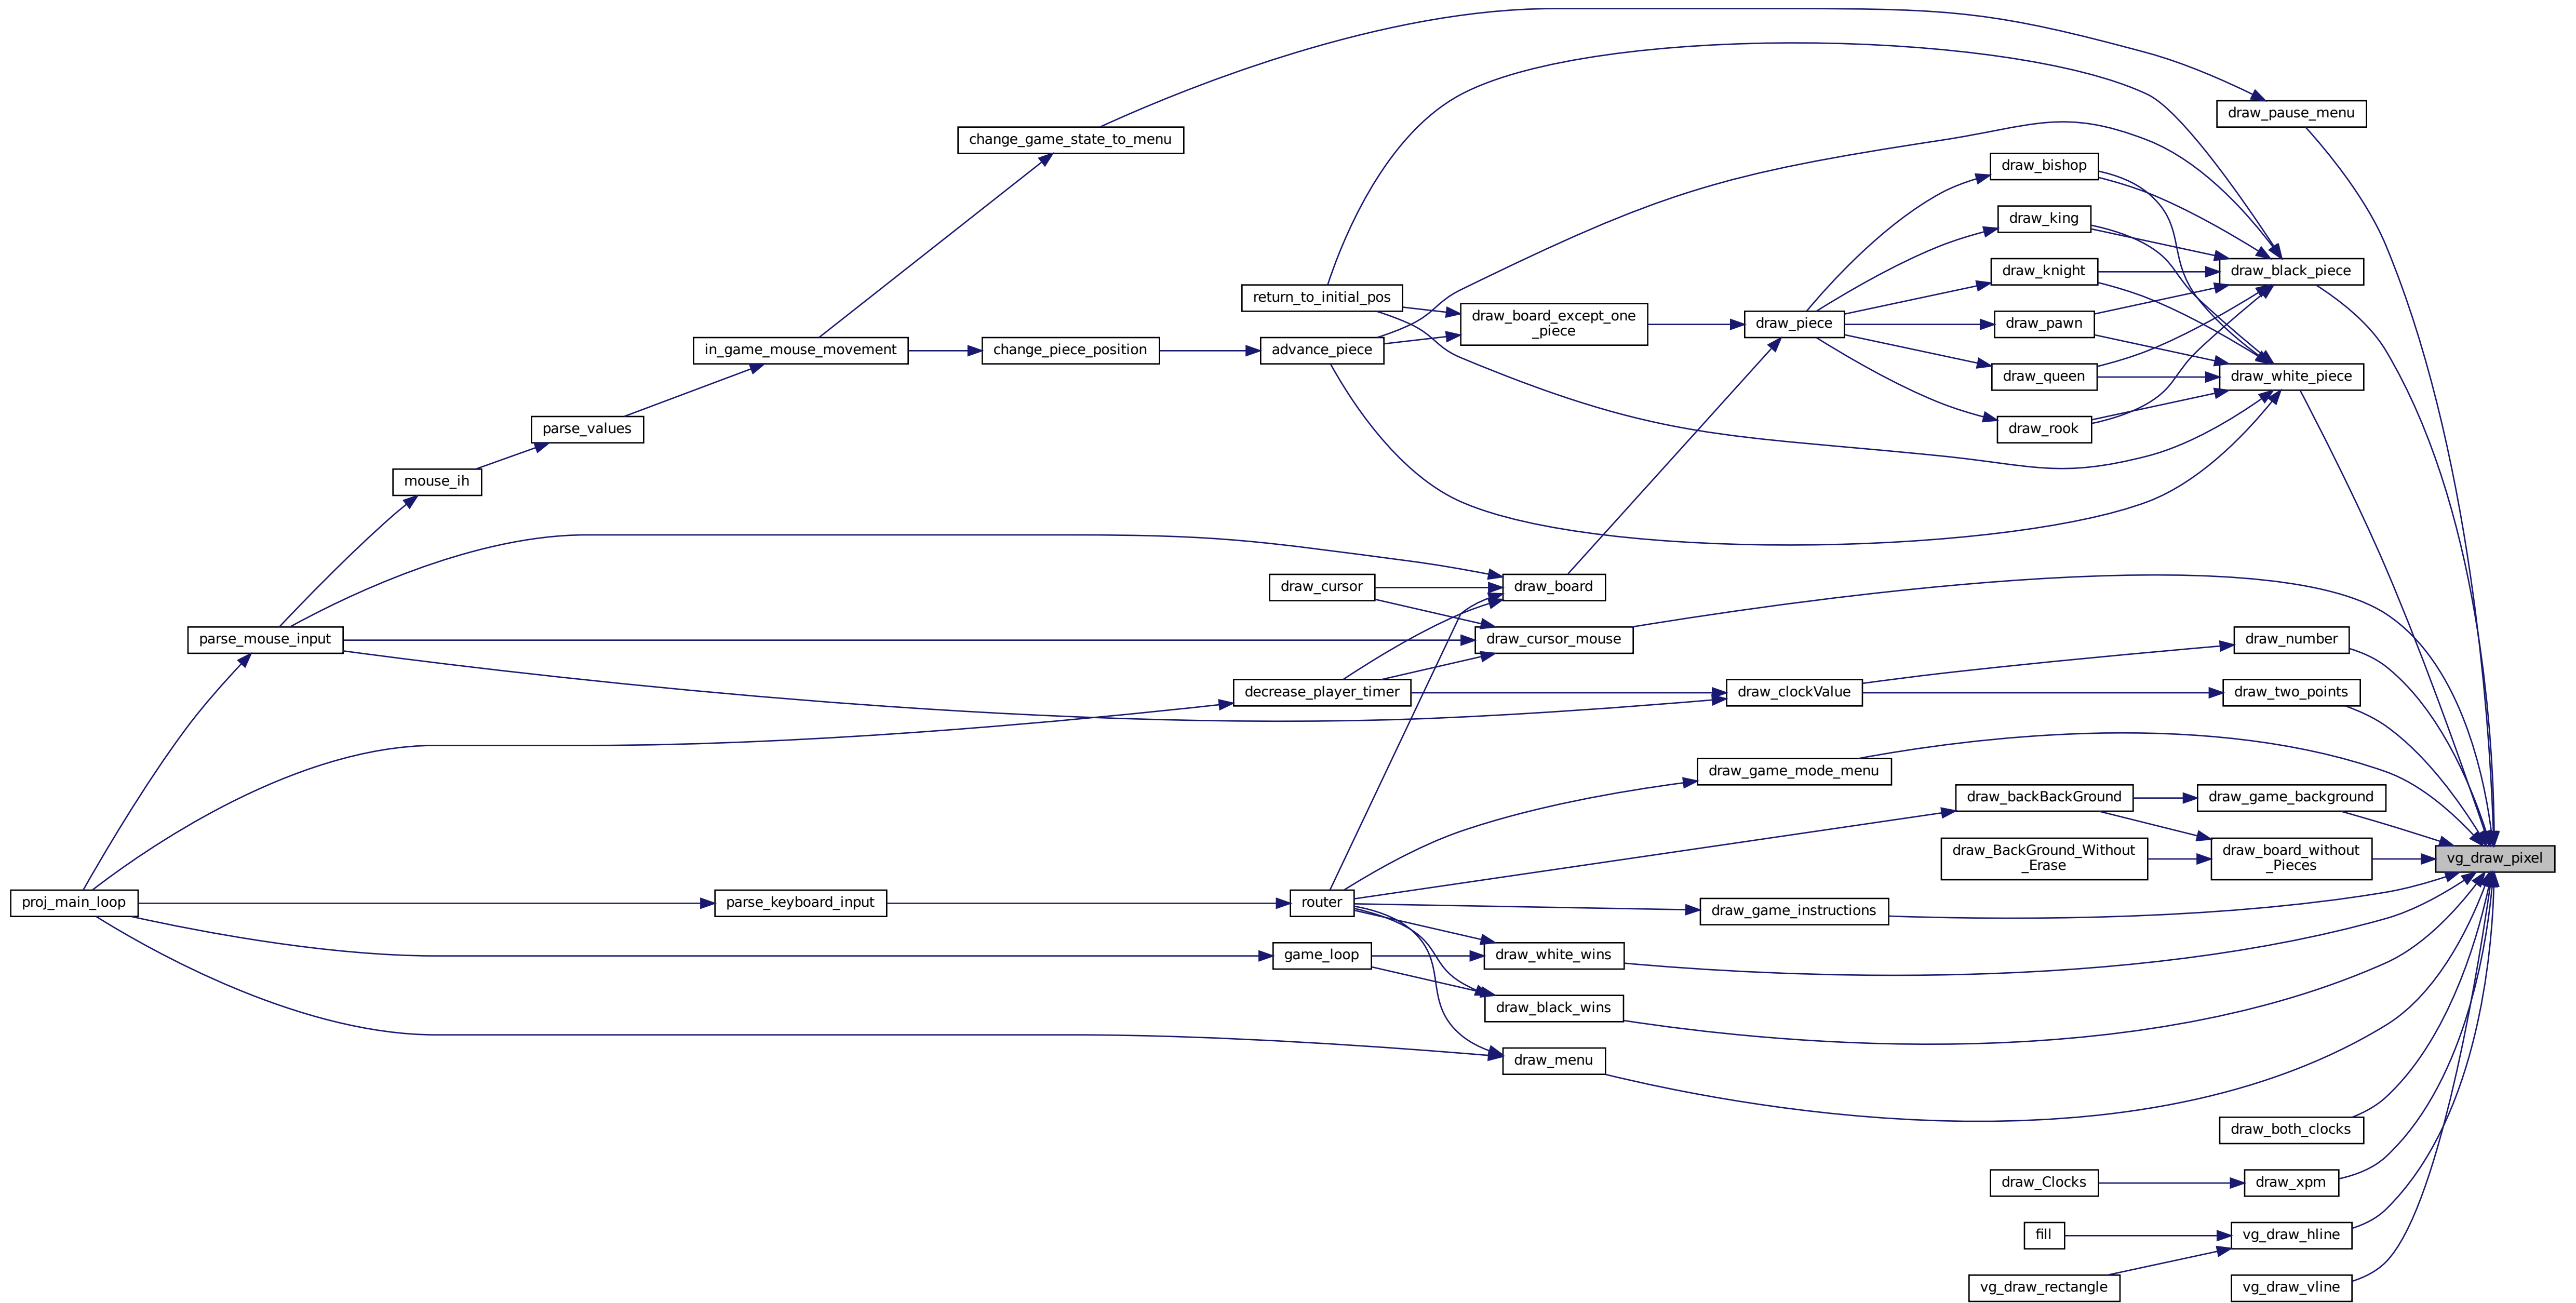 draw_pause_menu
change_game_state_to_menu
draw_bishop
draw_king
draw_knight
draw_black_piece
return_to_initial_pos
draw_board_except_one
_piece
draw_piece
draw_pawn
in_game_mouse_movement
change_piece_position
advance_piece
draw_queen
draw_white_piece
parse_values
draw_rook
mouse_ih
draw_cursor
draw_board
parse_mouse_input
draw_cursor_mouse
draw_number
decrease_player_timer
draw_clockValue
draw_two_points
draw_game_mode_menu
draw_backBackGround
draw_game_background
draw_BackGround_Without
_Erase
draw_board_without
_Pieces
vg_draw_pixel
proj_main_loop
parse_keyboard_input
router
draw_game_instructions
game_loop
draw_white_wins
draw_black_wins
draw_menu
draw_both_clocks
draw_Clocks
draw_xpm
fill
vg_draw_hline
vg_draw_rectangle
vg_draw_vline